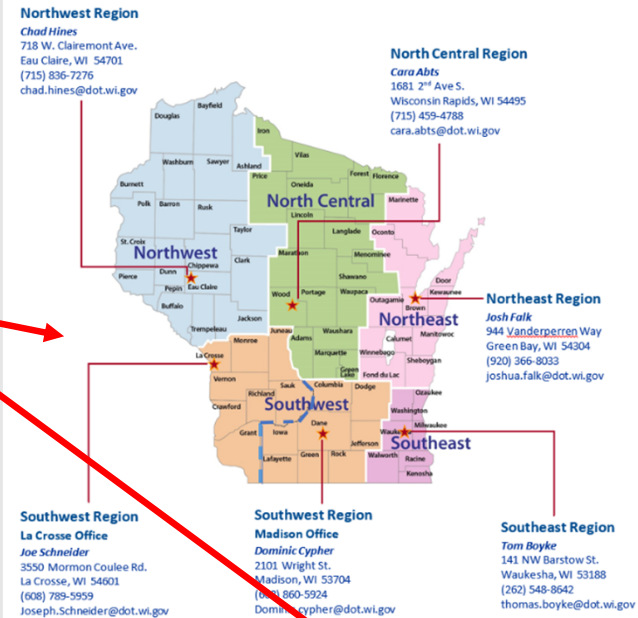 Northwest Region
Chad Hines
718 W. Clairemont Ave.
Eau Claire, WI 54701
(715) 836-7276
chad.hines@dot.wi.gov
North Central Region
Cara Abts
1681 2nd Ave S.
Wisconsin Rapids, WI 54495
(715) 459-4788
cara.abts@dot.wi.gov
Douglas
Bayfield
Iron
Vilas
Washburn
Sawyer
Ashland
Price
Oneida
Forest
Florence
Burnett
Marinette
Polk
Barron
Rusk
North Central
Lincoln
Langlade
Oconto
Taylor
St. Croix
Northwest
Chippewa
Clark
Marathon
Menominee
Shawano
Door
Pierce
Dunn
Pepin
Eau Claire
Wood
Portage
Waupaca
Outagamie
Kewaunee
Brown
Buffalo
Jackson
Northeast
Trempealeau
Juneau
Adams
Waushara
Calumet
Manitowoc
Monroe
Marquette
Winnebago
La Crosse
Green
Lake
Fond du Lac
Sheboygan
Vernon
Sauk
Columbia
Dodge
Richland
Ozaukee
Crawford
Southwest
Washington
Dane
Milwaukee
Grant
Iowa
Jefferson
Southeast
Lafayette
Green
Rock
Walworth
Racine
Kenosha
Northeast Region
Josh Falk
944 Vanderperren Way
Green Bay, WI 54304
(920) 366-8033
joshua.falk@dot.wi.gov
Southwest Region
La Crosse Office
Joe Schneider
3550 Mormon Coulee Rd.
La Crosse, WI 54601
(608) 789-5959
Joseph.Schneider@dot.wi.gov
Southwest Region
Madison Office
Dominic Cypher
2101 Wright St.
Madison, WI 53704
860-5924
Southeast Region
Tom Boyke
141 NW Barstow St.
Waukesha, WI 53188
(262) 548-8642
thomas.boyke@dot.wi.gov